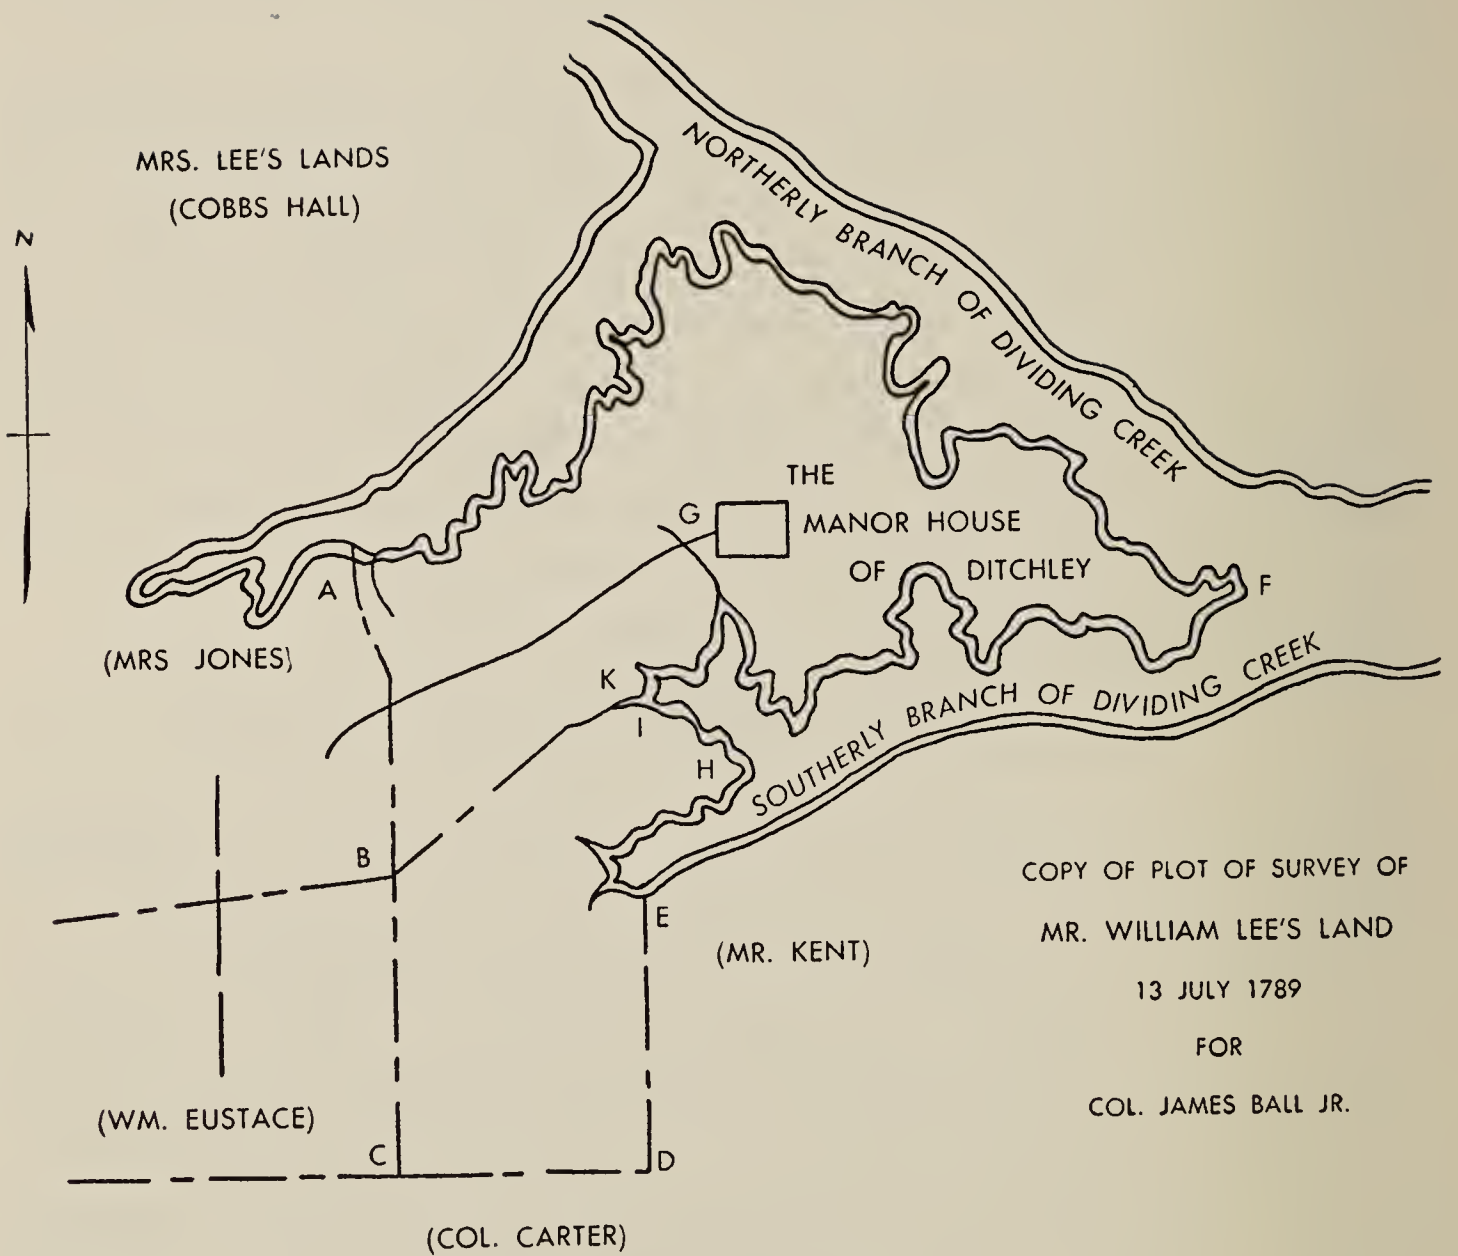 MRS. LEE'S LANDS
(COBBS HALL)
N
NORTHERLY BRANCH OF DIVIDING CREEK
THE
G
MANOR HOUSE
OF DITCHLEY
A
F
(MRS JONES)
K
I
H
SOUTHERLY BRANCH OF DIVIDING CREEK
B
E
(MR. KENT)
COPY OF PLOT OF SURVEY OF
MR. WILLIAM LEE'S LAND
13 JULY 1789
FOR
COL. JAMES BALL JR.
(WM. EUSTACE)
C
D
(COL. CARTER)